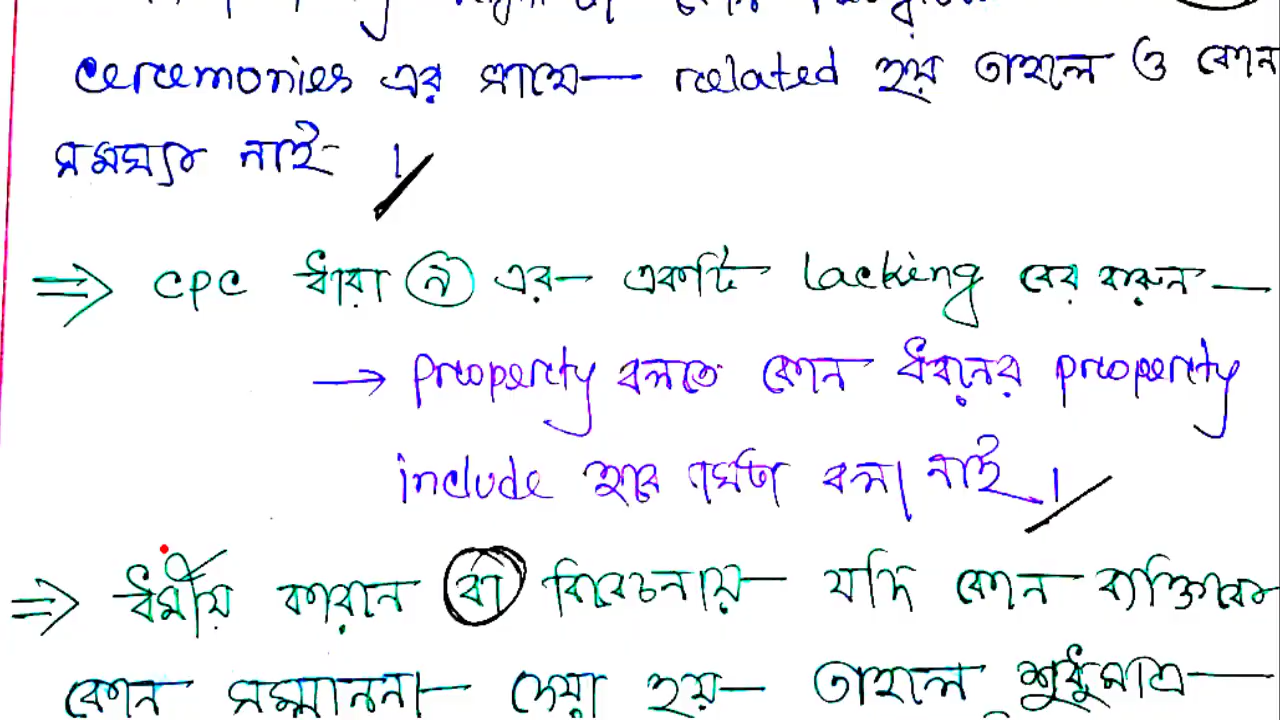 ceremonies এর সাথে— related হয় তাহলে ও কোন
সমস্যা নাই ।
⇒ CPC ধারা ৯ এর— একটি lacking বের করুন—
→ property বলতে কোন ধরনের property
include হবে সেটা বলা নাই ।
⇒ ধর্মীয় কারনে বা বিবেচনায়— যদি কোন ব্যক্তিকে
কোন সম্মাননা— দেয়া হয়— তাহলে শুধুমাত্র—